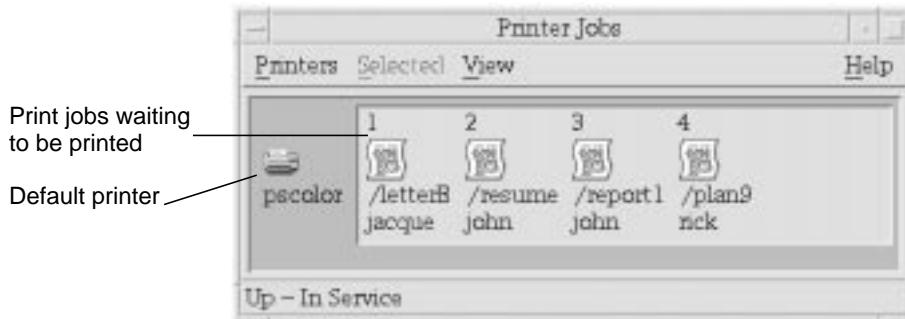 Printer Jobs
Printers Selected View Help
Print jobs waiting
to be printed
1 2 3 4
Default printer
pscolor
/letterB /resume /report1 /plan9
jacque john john rick
Up – In Service